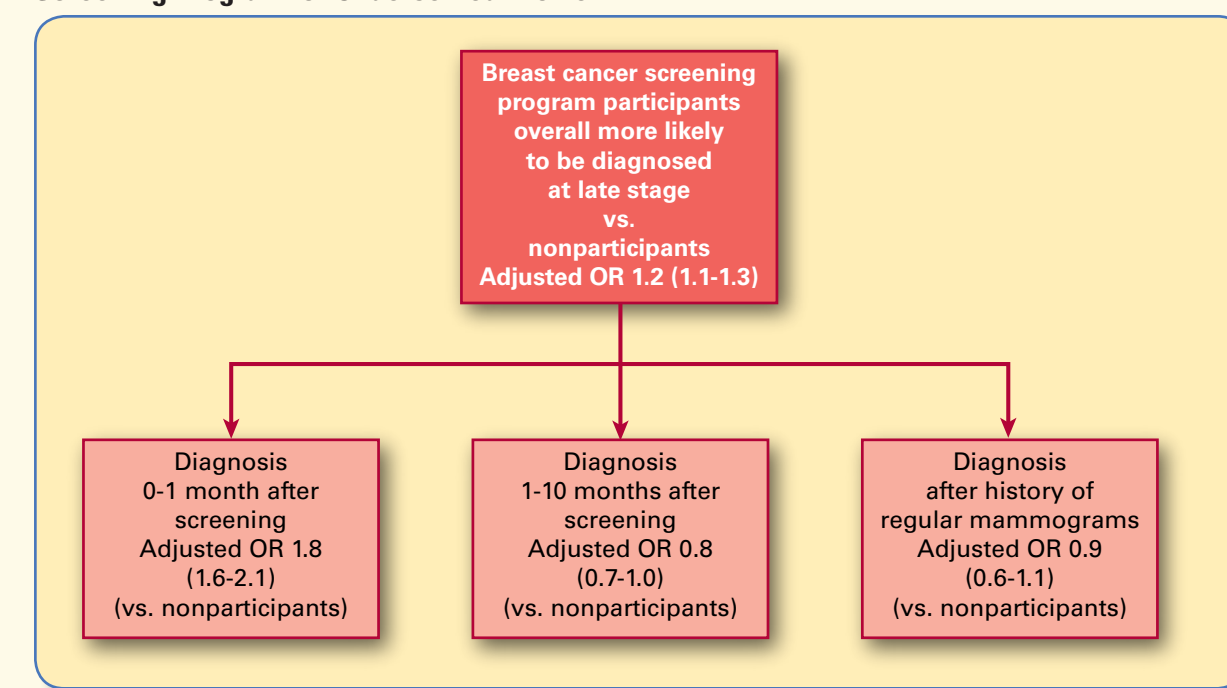 Breast cancer screening
program participants
overall more likely
to be diagnosed
at late stage
vs.
nonparticipants
Adjusted OR 1.2 (1.1-1.3)
Diagnosis
0-1 month after
screening
Adjusted OR 1.8
(1.6-2.1)
(vs. nonparticipants)
Diagnosis
1-10 months after
screening
Adjusted OR 0.8
(0.7-1.0)
(vs. nonparticipants)
Diagnosis
after history of
regular mammograms
Adjusted OR 0.9
(0.6-1.1)
(vs. nonparticipants)